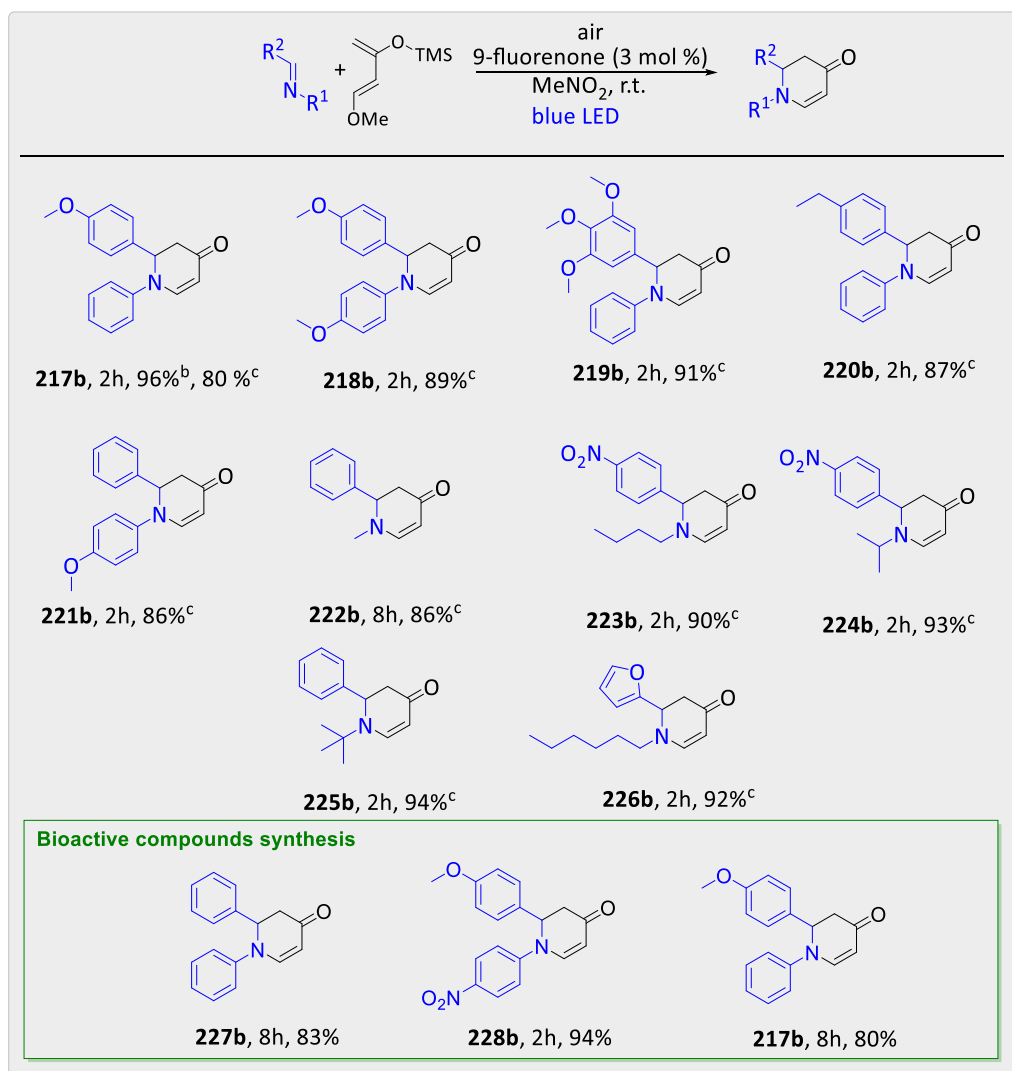 air
9-fluorenone (3 mol %)
MeNO2, r.t.
blue LED
R2
N
R1
+
O
TMS
OMe
R2
O
N
R1
O
O
N
217b, 2h, 96%b, 80 %c
O
O
N
O
218b, 2h, 89%c
O
O
O
O
N
219b, 2h, 91%c
O
N
220b, 2h, 87%c
O
N
O
221b, 2h, 86%c
O
N
222b, 8h, 86%c
O2N
O
N
223b, 2h, 90%c
O2N
O
N
224b, 2h, 93%c
O
N
225b, 2h, 94%c
O
O
N
226b, 2h, 92%c
Bioactive compounds synthesis
O
N
227b, 8h, 83%
O
O
N
O2N
228b, 2h, 94%
O
O
N
217b, 8h, 80%